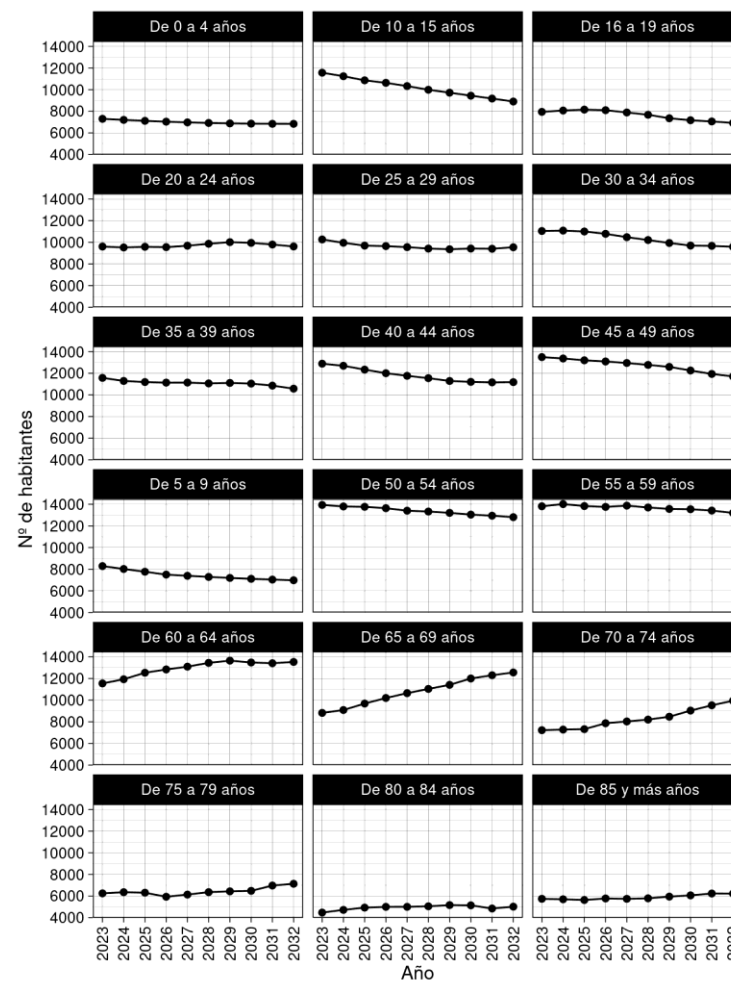 De 0 a 4 años
De 10 a 15 años
De 16 a 19 años
14000
12000
10000
8000
6000
4000
De 20 a 24 años
De 25 a 29 años
De 30 a 34 años
14000
12000
10000
8000
6000
4000
De 35 a 39 años
De 40 a 44 años
De 45 a 49 años
14000
12000
10000
8000
6000
4000
De 5 a 9 años
De 50 a 54 años
De 55 a 59 años
14000
12000
10000
8000
6000
4000
De 60 a 64 años
De 65 a 69 años
De 70 a 74 años
14000
12000
10000
8000
6000
4000
De 75 a 79 años
De 80 a 84 años
De 85 y más años
14000
12000
10000
8000
6000
4000
Nº de habitantes
2023 2024 2025 2026 2027 2028 2029 2030 2031 2032
2023 2024 2025 2026 2027 2028 2029 2030 2031 2032
2023 2024 2025 2026 2027 2028 2029 2030 2031 2032
Año